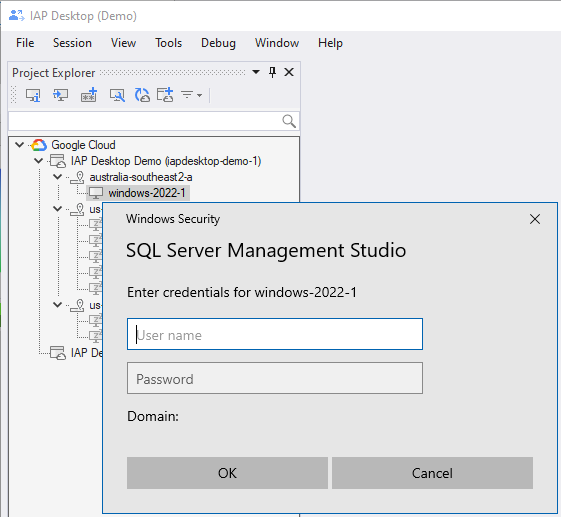 IAP Desktop (Demo)
File Session View Tools Debug Window Help
Project Explorer
Google Cloud
IAP Desktop Demo (iapdesktop-demo-1)
australia-southeast2-a
windows-2022-1
us-
us-
IAP De
Windows Security
SQL Server Management Studio
Enter credentials for windows-2022-1
User name
Password
Domain:
OK Cancel